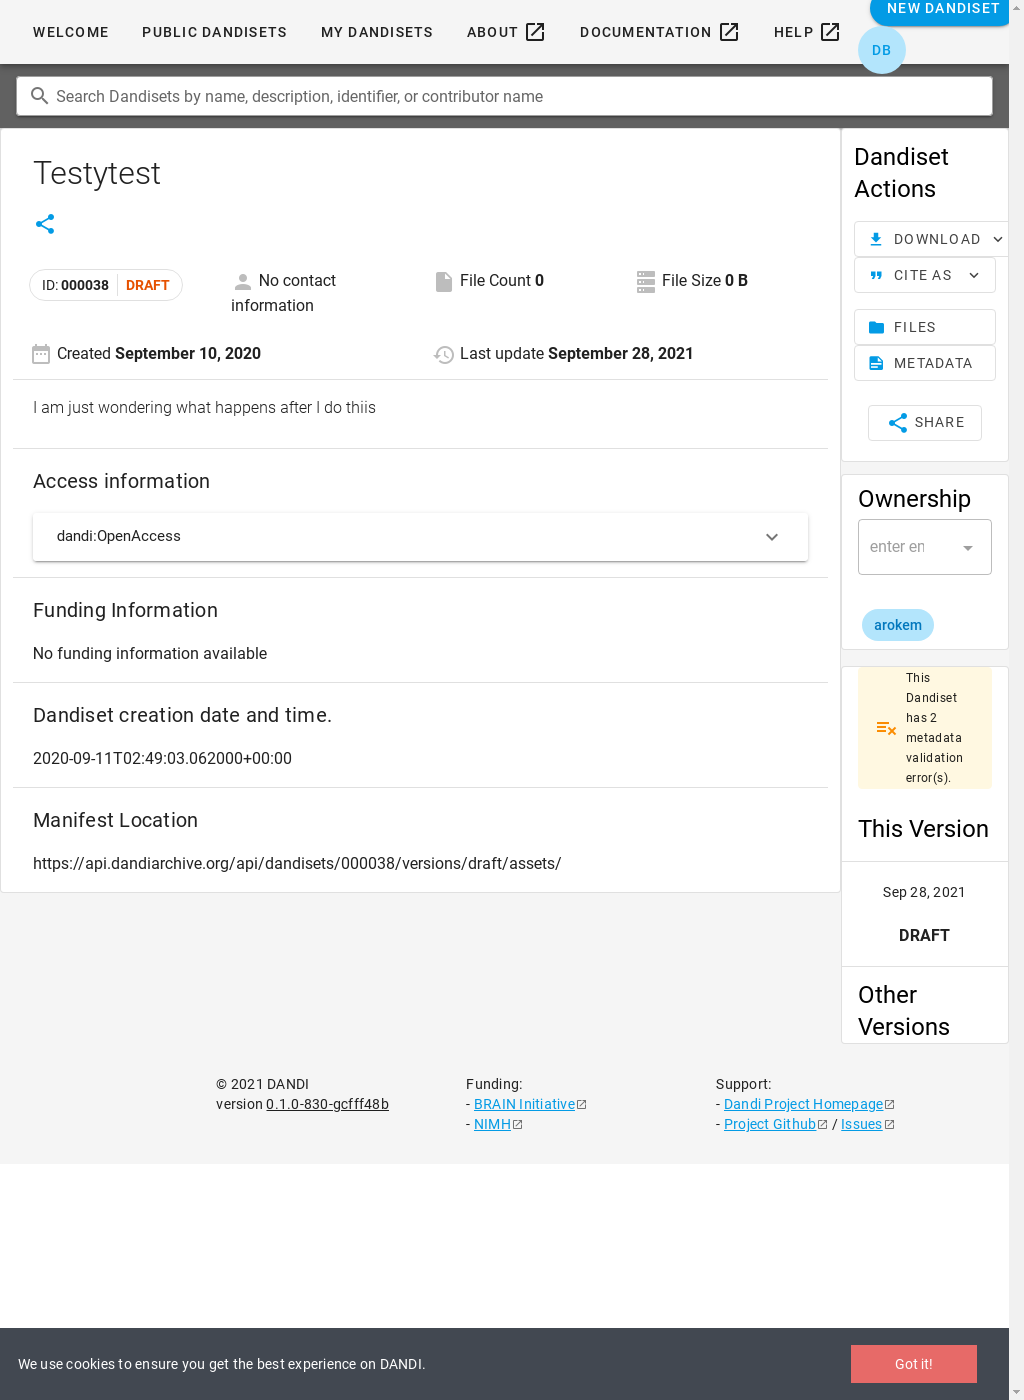 WELCOME
PUBLIC DANDISETS
MY DANDISETS
ABOUT
DOCUMENTATION
HELP
NEW DANDISET
DB
Search Dandisets by name, description, identifier, or contributor name
Testytest
ID: 000038 DRAFT
No contact
information
File Count 0
File Size 0 B
Created September 10, 2020
Last update September 28, 2021
I am just wondering what happens after I do thiis
Access information
dandi:OpenAccess
Funding Information
No funding information available
Dandiset creation date and time.
2020-09-11T02:49:03.062000+00:00
Manifest Location
https://api.dandiarchive.org/api/dandisets/000038/versions/draft/assets/
Dandiset
Actions
DOWNLOAD
CITE AS
FILES
METADATA
SHARE
Ownership
enter en
arokem
This
Dandiset
has 2
metadata
validation
error(s).
This Version
Sep 28, 2021
DRAFT
Other
Versions
© 2021 DANDI
version 0.1.0-830-gcfff48b
Funding:
- BRAIN Initiative
- NIMH
Support:
- Dandi Project Homepage
- Project Github / Issues
We use cookies to ensure you get the best experience on DANDI.
Got it!